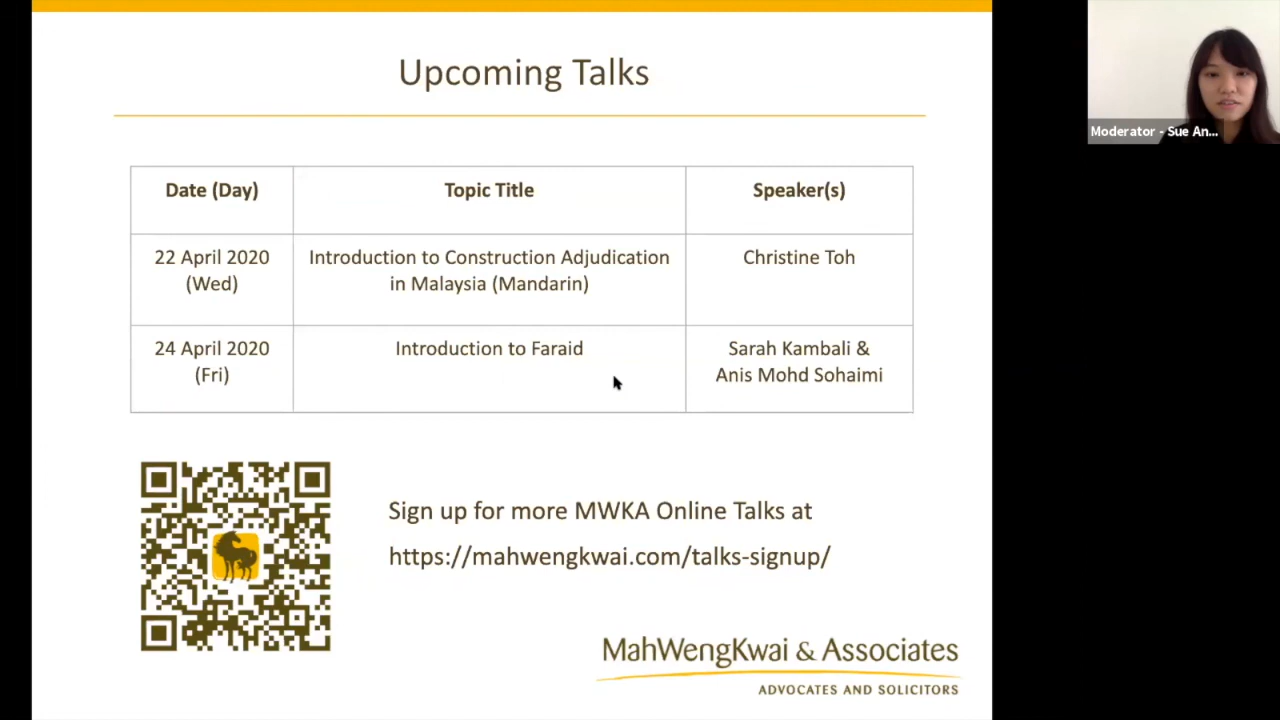 Upcoming Talks
Date (Day)
Topic Title
Speaker(s)
22 April 2020
(Wed)
Introduction to Construction Adjudication
in Malaysia (Mandarin)
Christine Toh
24 April 2020
(Fri)
Introduction to Faraid
Sarah Kambali &
Anis Mohd Sohaimi
Sign up for more MWKA Online Talks at
https://mahwengkwai.com/talks-signup/
MahWengKwai & Associates
ADVOCATES AND SOLICITORS
Moderator - Sue An...